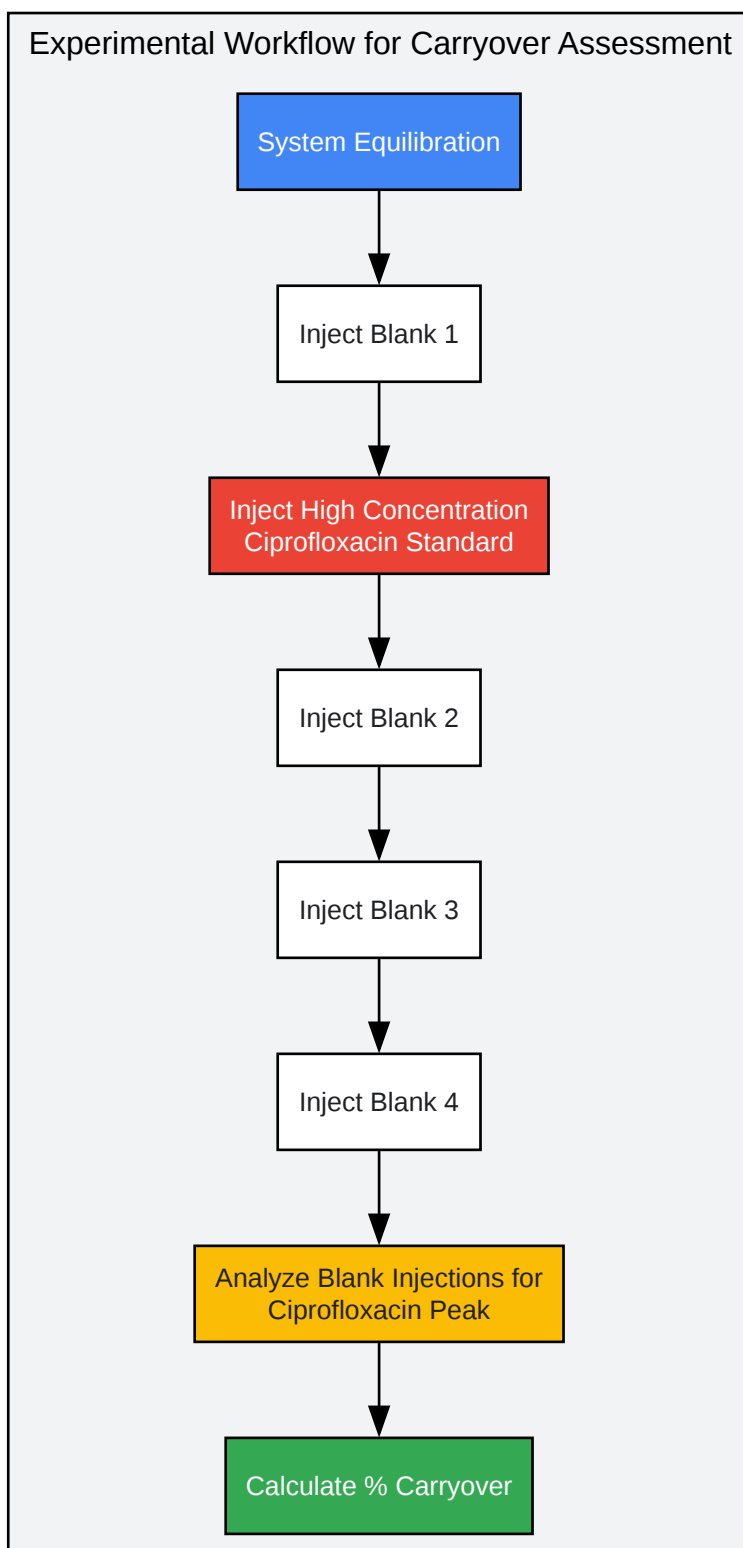 Experimental Workflow for Carryover Assessment
System Equilibration
Inject Blank 1
Inject High Concentration
Ciprofloxacin Standard
Inject Blank 2
Inject Blank 3
Inject Blank 4
Analyze Blank Injections for
Ciprofloxacin Peak
Calculate % Carryover